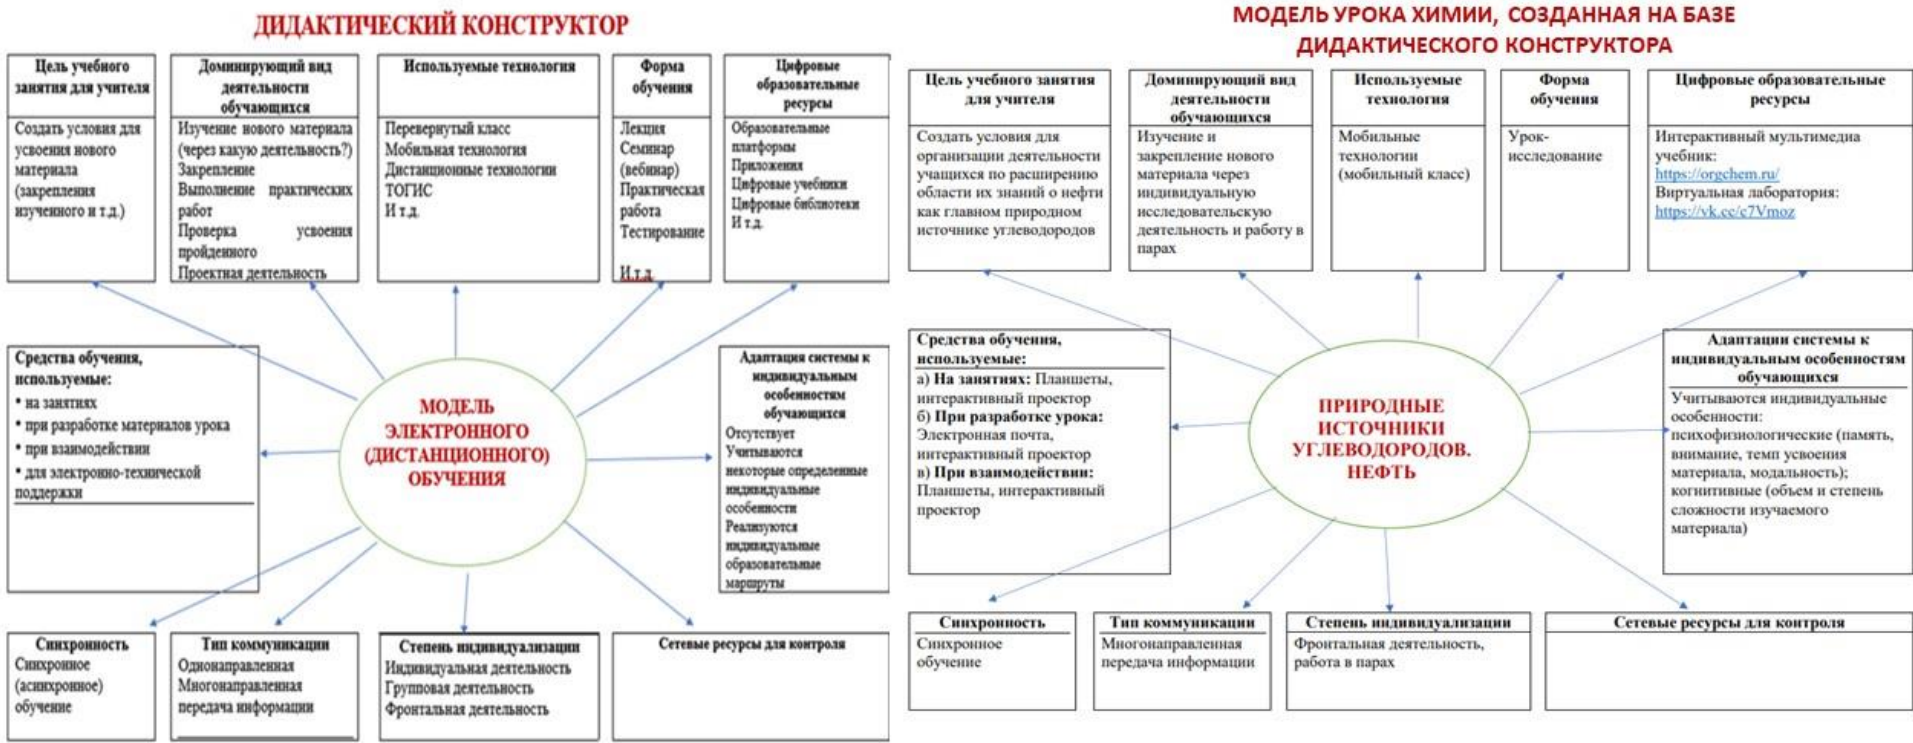 ДИДАКТИЧЕСКИЙ КОНСТРУКТОР
Цель учебного
занятия для учителя
Создать условия для
усвоения нового
материала
(закрепления
изученного и т.д.)
Доминирующий вид
деятельности
обучающихся
Изучение нового материала
(через какую деятельность?)
Закрепление
Выполнение практических
работ
Проверка усвоения
пройденного
Проектная деятельность
Используемые технология
Перевернутый класс
Мобильная технология
Дистанционные технологии
ТОГИС
И т.д.
Форма
обучения
Лекция
Семинар
(вебинар)
Практическая
работа
Тестирование
И т.д
Цифровые
образовательные
ресурсы
Образовательные
платформы
Приложения
Цифровые учебники
Цифровые библиотеки
И т.д.
Средства обучения,
используемые:
• на занятиях
• при разработке материалов урока
• при взаимодействии
• для электронно-технической
поддержки
МОДЕЛЬ
ЭЛЕКТРОННОГО
(ДИСТАНЦИОННОГО)
ОБУЧЕНИЯ
Адаптация системы к
индивидуальным
особенностям
обучающихся
Отсутствует
Учитываются
некоторые определенные
индивидуальные
особенности
Реализуются
индивидуальные
образовательные
маршруты
Синхронность
Синхронное
(асинхронное)
обучение
Тип коммуникации
Однонаправленная
Многонаправленная
передача информации
Степень индивидуализации
Индивидуальная деятельность
Групповая деятельность
Фронтальная деятельность
Сетевые ресурсы для контроля
МОДЕЛЬ УРОКА ХИМИИ, СОЗДАННАЯ НА БАЗЕ
ДИДАКТИЧЕСКОГО КОНСТРУКТОРА
Цель учебного занятия
для учителя
Создать условия для
организации деятельности
учащихся по расширению
области их знаний о нефти
как главном природном
источнике углеводородов
Доминирующий вид
деятельности
обучающихся
Изучение и
закрепление нового
материала через
индивидуальную
исследовательскую
деятельность и работу в
парах
Используемые
технология
Мобильные
технологии
(мобильный класс)
Форма
обучения
Урок-
исследование
Цифровые образовательные
ресурсы
Интерактивный мультимедиа
учебник:
https://orgchem.ru/
Виртуальная лаборатория:
https://vk.cc/c7Vmoz
Средства обучения,
используемые:
а) На занятиях: Планшеты,
интерактивный проектор
б) При разработке урока:
Электронная почта,
интерактивный проектор
в) При взаимодействии:
Планшеты, интерактивный
проектор
ПРИРОДНЫЕ
ИСТОЧНИКИ
УГЛЕВОДОРОДОВ.
НЕФТЬ
Адаптации системы к
индивидуальным особенностям
обучающихся
Учитываются индивидуальные
особенности:
психофизиологические (память,
внимание, темп усвоения
материала, модальность);
когнитивные (объем и степень
сложности изучаемого
материала)
Синхронность
Синхронное
обучение
Тип коммуникации
Многонаправленная
передача информации
Степень индивидуализации
Фронтальная деятельность,
работа в парах
Сетевые ресурсы для контроля